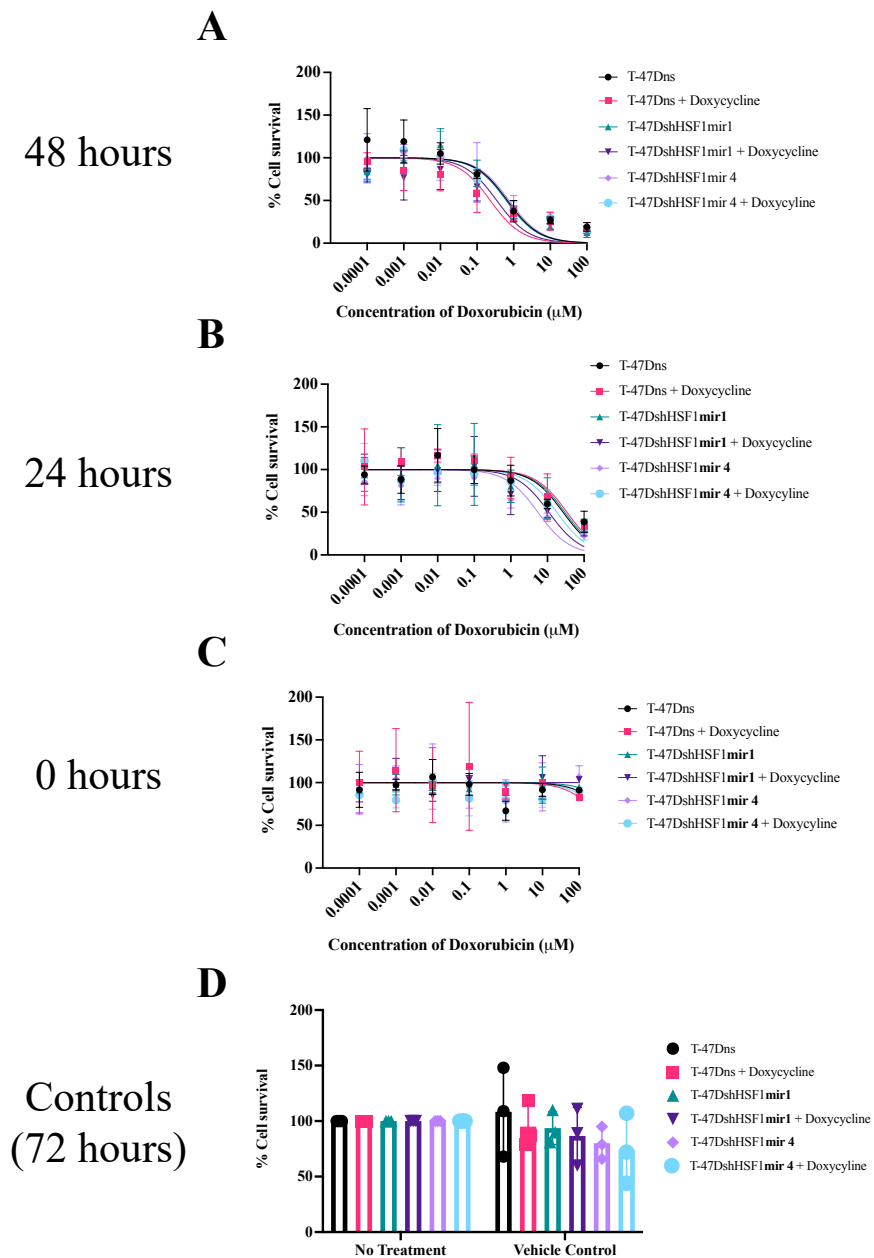 A
48 hours
% Cell survival
200
150
100
50
0
0.0001
0.001
0.01
0.1
1
10
100
Concentration of Doxorubicin (μM)
T-47Dns
T-47Dns + Doxycycline
T-47DshHSF1mir1
T-47DshHSF1mir1 + Doxycycline
T-47DshHSF1mir 4
T-47DshHSF1mir 4 + Doxycyline
B
24 hours
% Cell survival
200
150
100
50
0
0.0001
0.001
0.01
0.1
1
10
100
Concentration of Doxorubicin (μM)
T-47Dns
T-47Dns + Doxycycline
T-47DshHSF1mir1
T-47DshHSF1mir1 + Doxycycline
T-47DshHSF1mir 4
T-47DshHSF1mir 4 + Doxycyline
C
0 hours
% Cell survival
200
150
100
50
0
0.0001
0.001
0.01
0.1
1
10
100
Concentration of Doxorubicin (μM)
T-47Dns
T-47Dns + Doxycycline
T-47DshHSF1mir1
T-47DshHSF1mir1 + Doxycycline
T-47DshHSF1mir 4
T-47DshHSF1mir 4 + Doxycyline
D
Controls
(72 hours)
% Cell survival
200
150
100
50
0
No Treatment
Vehicle Control
T-47Dns
T-47Dns + Doxycycline
T-47DshHSF1mir1
T-47DshHSF1mir1 + Doxycycline
T-47DshHSF1mir 4
T-47DshHSF1mir 4 + Doxycyline